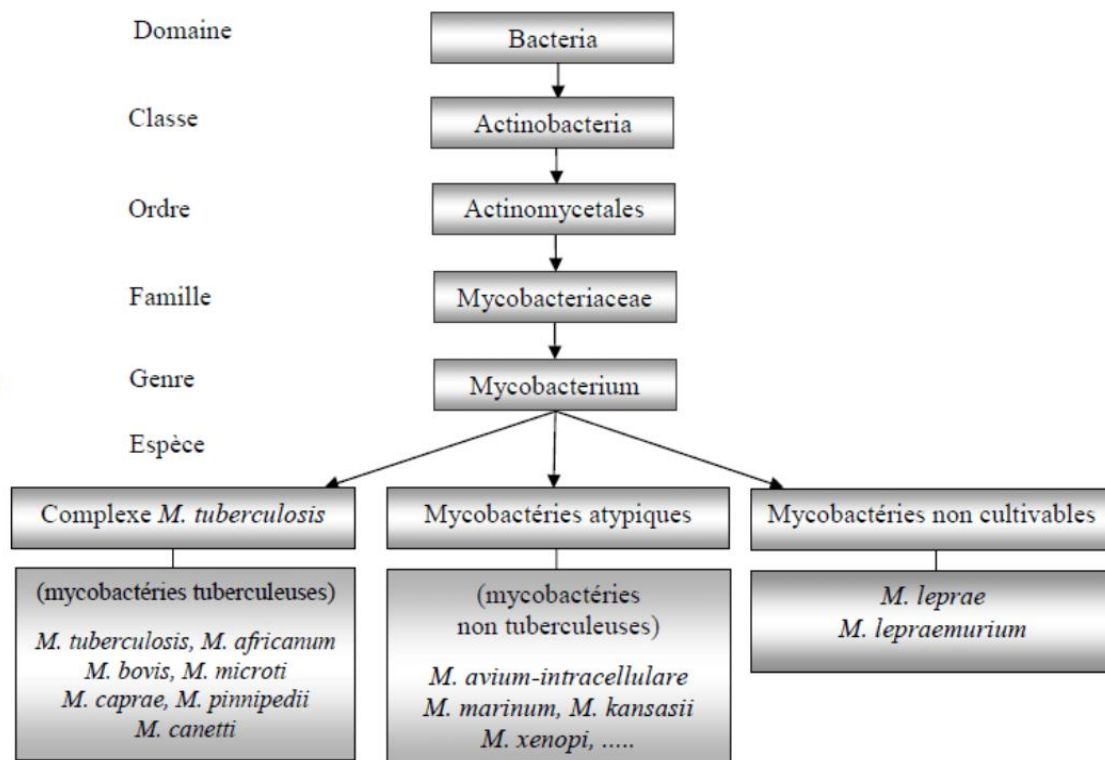 Domaine
Bacteria
Classe
Actinobacteria
Ordre
Actinomycetales
Famille
Mycobacteriaceae
Genre
Mycobacterium
Espèce
Complexe M. tuberculosis
Mycobactéries atypiques
Mycobactéries non cultivables
(mycobactéries tuberculeuses)
M. tuberculosis, M. africanum
M. bovis, M. microti
M. caprae, M. pinnipedii
M. canetti
(mycobactéries
non tuberculeuses)
M. avium-intracellulare
M. marinum, M. kansasii
M. xenopi, .....
M. leprae
M. lepraemurium